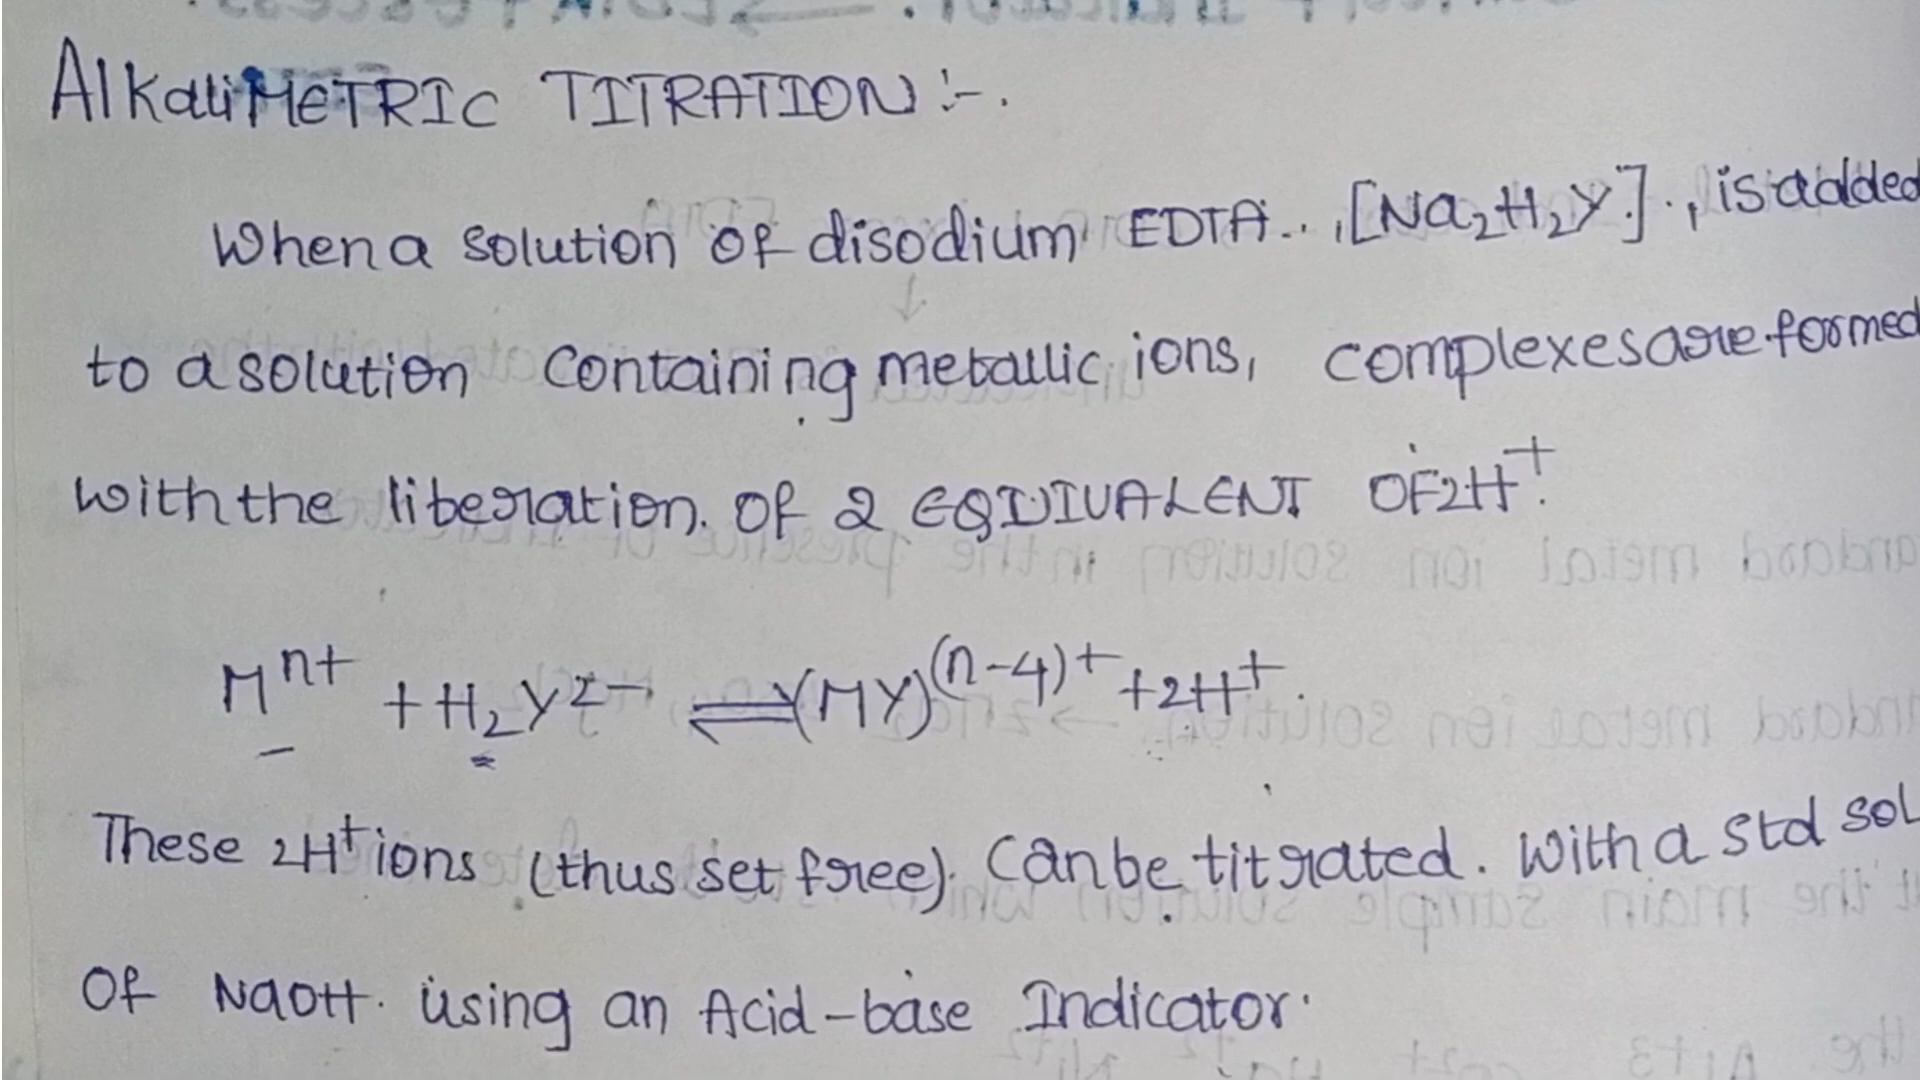 AlkaliMETRIC TITRATION :-.
When a solution of disodium EDTA.., [Na₂H₂Y]., is added
to a solution containing metallic ions, complexes are formed
with the liberation. of 2 EQUIVALENT OF 2H⁺.
Mⁿ⁺ + H₂Y²⁻ ⇌ (MY)⁽ⁿ⁻⁴⁾⁺ + 2H⁺.
These 2H⁺ ions (thus set free). Can be titrated. With a std sol
Of NaOH. using an Acid-base Indicator.